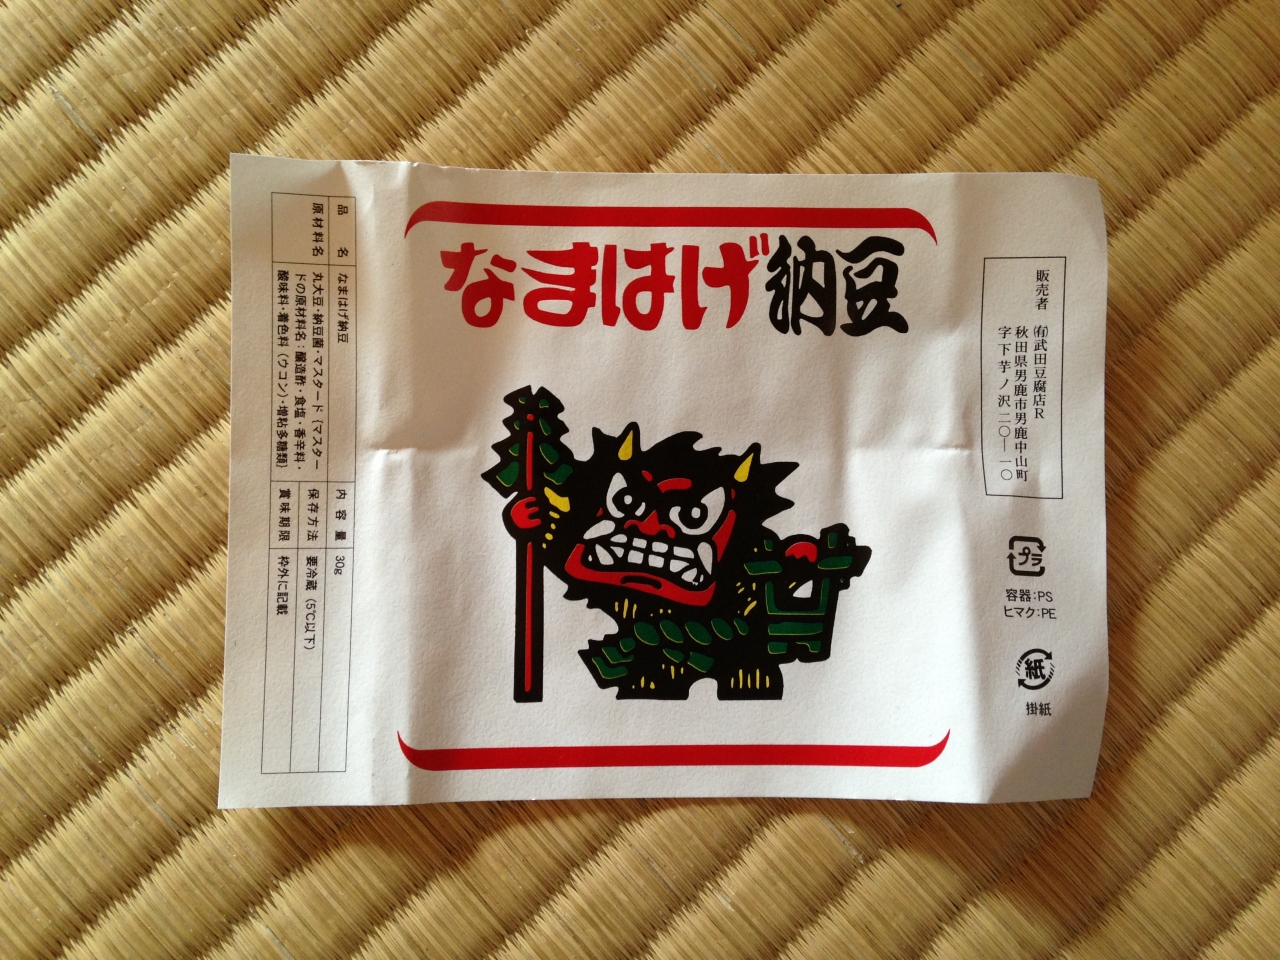 なまはげ納豆
品名 なまはげ納豆
原材料名 丸大豆・納豆菌・マスタード(マスター
ドの原材料名:醸造酢・食塩・香辛料・
酸味料・着色料(ウコン)・増粘多糖類)
内容量 30g
保存方法 要冷蔵(5℃以下)
賞味期限 枠外に記載
販売者 ㈲武田豆腐店R
秋田県男鹿市男鹿中山町
字下芋ノ沢二〇―一〇
プラ
容器:PS
ヒマク:PE
紙
掛紙